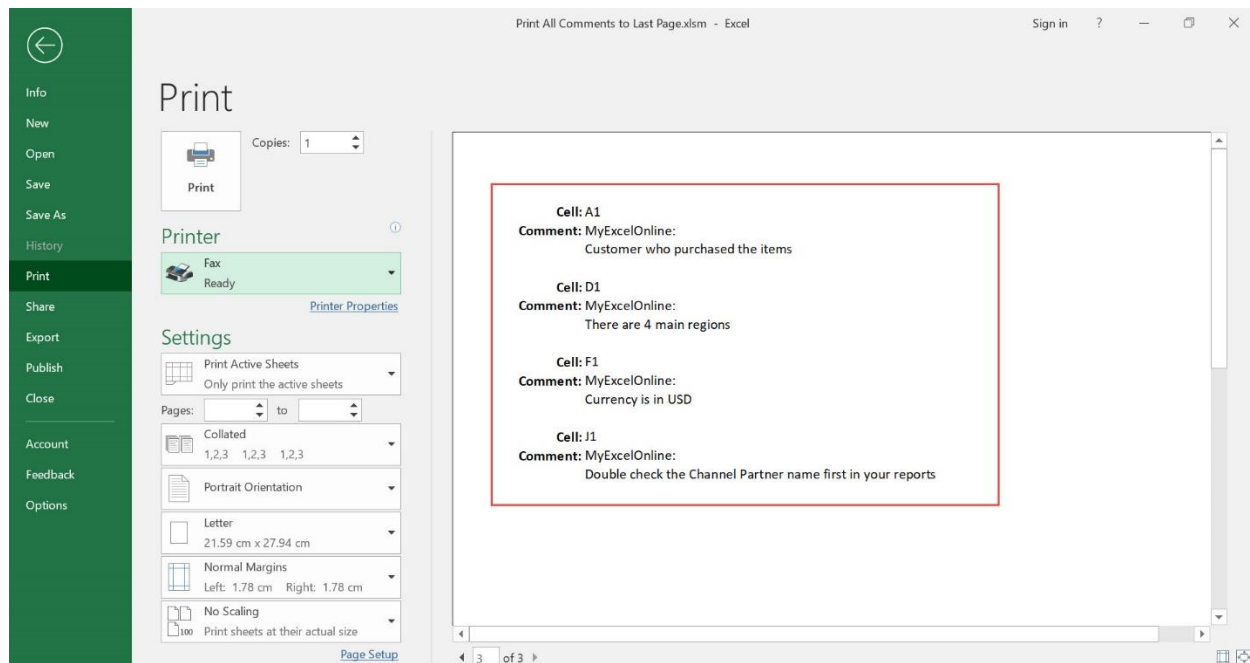 Print All Comments to Last Page.xlsm - Excel
Sign in ?
Info
New
Open
Save
Save As
History
Print
Share
Export
Publish
Close
Account
Feedback
Options
Print
Copies: 1
Print
Printer
Fax
Ready
Printer Properties
Settings
Print Active Sheets
Only print the active sheets
Pages: to
Collated
1,2,3 1,2,3 1,2,3
Portrait Orientation
Letter
21.59 cm x 27.94 cm
Normal Margins
Left: 1.78 cm Right: 1.78 cm
No Scaling
100 Print sheets at their actual size
Page Setup
Cell: A1
Comment: MyExcelOnline:
Customer who purchased the items
Cell: D1
Comment: MyExcelOnline:
There are 4 main regions
Cell: F1
Comment: MyExcelOnline:
Currency is in USD
Cell: J1
Comment: MyExcelOnline:
Double check the Channel Partner name first in your reports
3 of 3